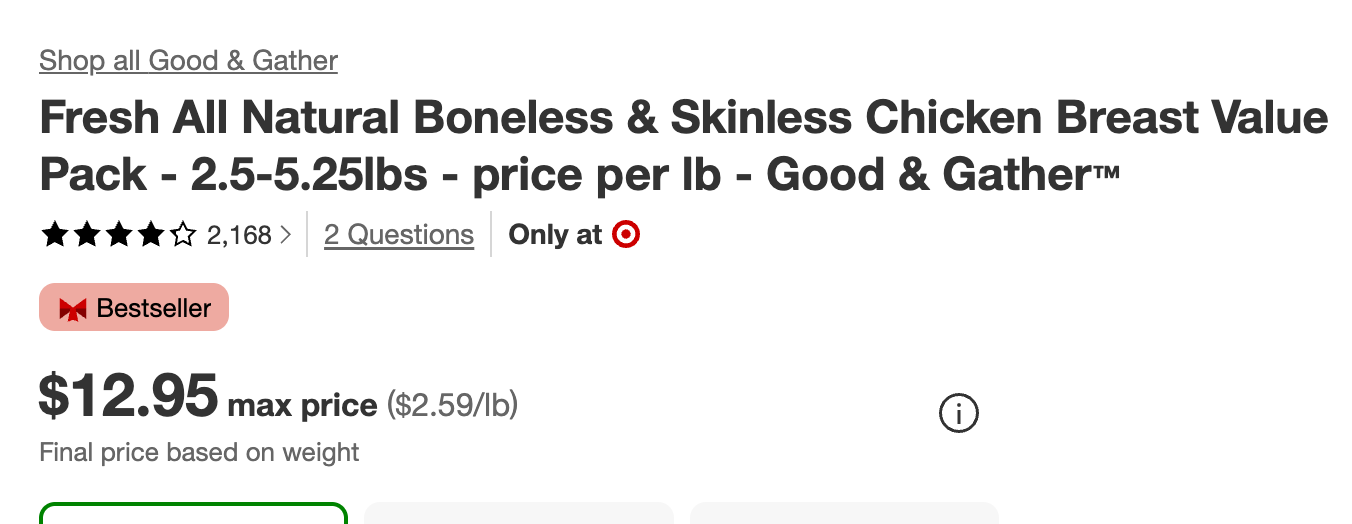 Shop all Good & Gather
Fresh All Natural Boneless & Skinless Chicken Breast Value
Pack - 2.5-5.25lbs - price per lb - Good & Gather™
2,168 2 Questions Only at
Bestseller
$12.95 max price ($2.59/lb)
Final price based on weight